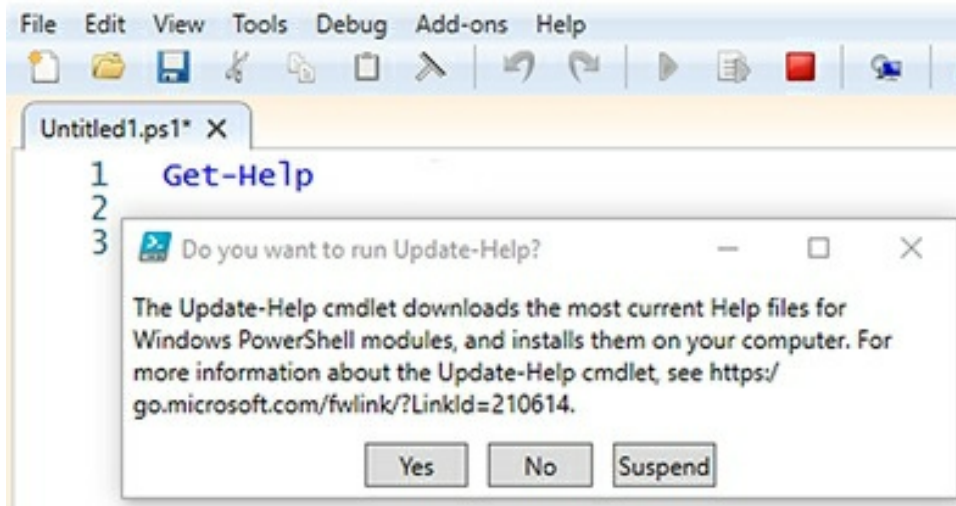 File Edit View Tools Debug Add-ons Help
Untitled1.ps1* X
1 Get-Help
2
3
Do you want to run Update-Help?
The Update-Help cmdlet downloads the most current Help files for
Windows PowerShell modules, and installs them on your computer. For
more information about the Update-Help cmdlet, see https:/
go.microsoft.com/fwlink/?LinkId=210614.
Yes No Suspend